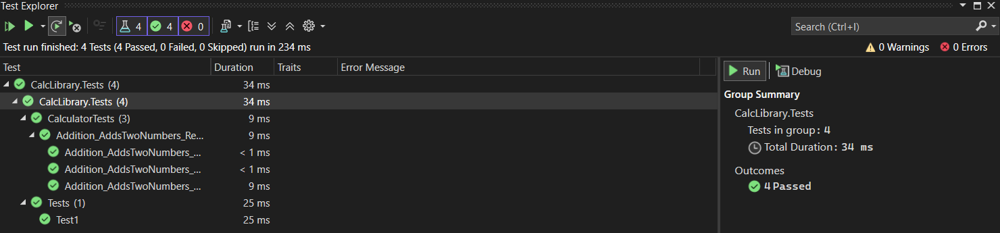 Test Explorer
4 4 0 Search (Ctrl+I)
Test run finished: 4 Tests (4 Passed, 0 Failed, 0 Skipped) run in 234 ms 0 Warnings 0 Errors
Test Duration Traits Error Message
CalcLibrary.Tests (4) 34 ms
CalcLibrary.Tests (4) 34 ms
CalculatorTests (3) 9 ms
Addition_AddsTwoNumbers_Re... 9 ms
Addition_AddsTwoNumbers_... < 1 ms
Addition_AddsTwoNumbers_... < 1 ms
Addition_AddsTwoNumbers_... 9 ms
Tests (1) 25 ms
Test1 25 ms
Run Debug
Group Summary
CalcLibrary.Tests
Tests in group: 4
Total Duration: 34 ms
Outcomes
4 Passed